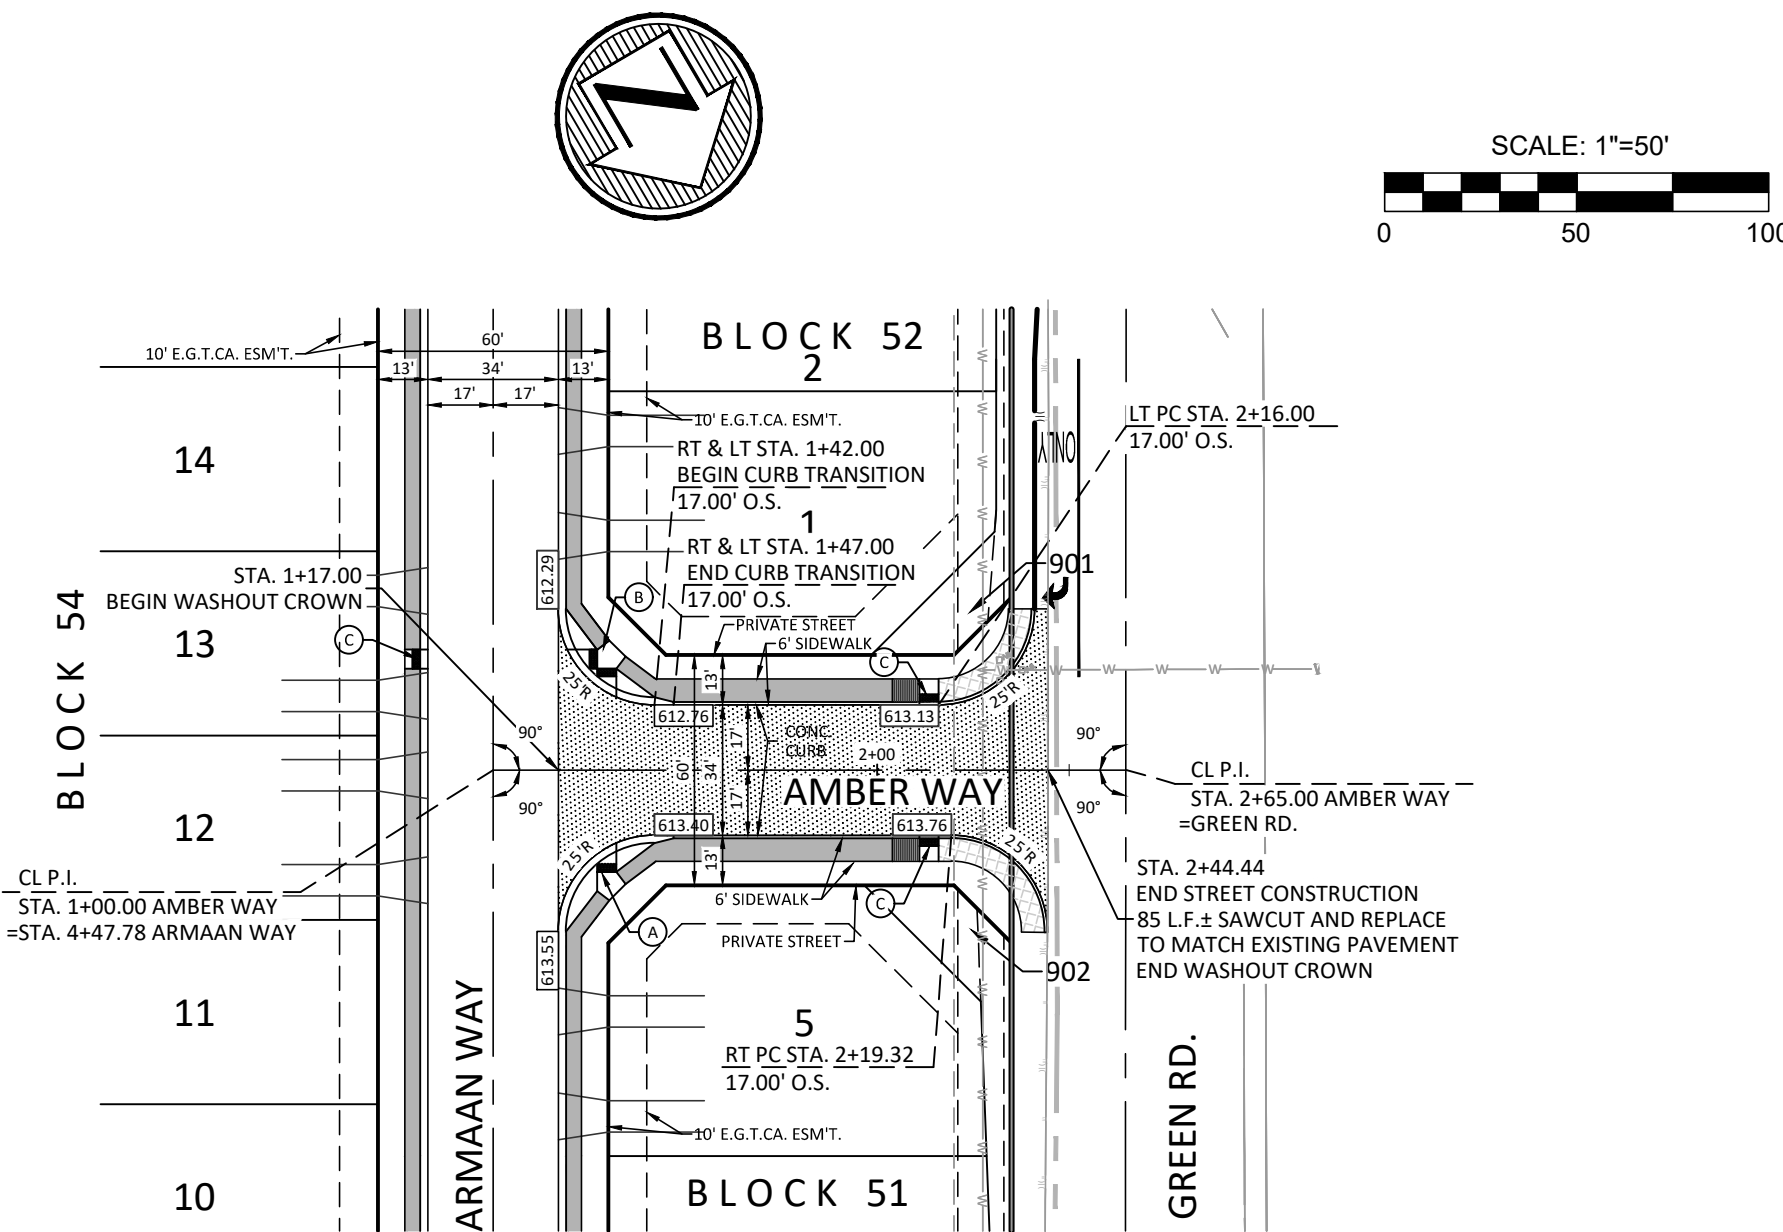 N
SCALE: 1"=50'
0 50 100
BLOCK 52
2
60'
10' E.G.T.CA. ESM'T.
13' 34' 13'
17' 17'
10' E.G.T.CA. ESM'T.
LT PC STA. 2+16.00
17.00' O.S.
ONLY
14
RT & LT STA. 1+42.00
BEGIN CURB TRANSITION
17.00' O.S.
1
RT & LT STA. 1+47.00
END CURB TRANSITION
17.00' O.S.
901
612.29
STA. 1+17.00
BEGIN WASHOUT CROWN
B
PRIVATE STREET
6' SIDEWALK
C
13
BLOCK 54
C
W W W W
25'R
13'
25'R
612.76
613.13
90°
17'
CONC.
CURB
2+00
90°
60'
34'
AMBER WAY
CL P.I.
STA. 2+65.00 AMBER WAY
=GREEN RD.
12
90°
17'
90°
613.40
613.76
25'R
13'
25'R
CL P.I.
STA. 1+00.00 AMBER WAY
=STA. 4+47.78 ARMAAN WAY
STA. 2+44.44
END STREET CONSTRUCTION
85 L.F.± SAWCUT AND REPLACE
TO MATCH EXISTING PAVEMENT
END WASHOUT CROWN
6' SIDEWALK
C
A
PRIVATE STREET
613.55
902
11
5
RT PC STA. 2+19.32
17.00' O.S.
ARMAAN WAY
GREEN RD.
10' E.G.T.CA. ESM'T.
10
BLOCK 51